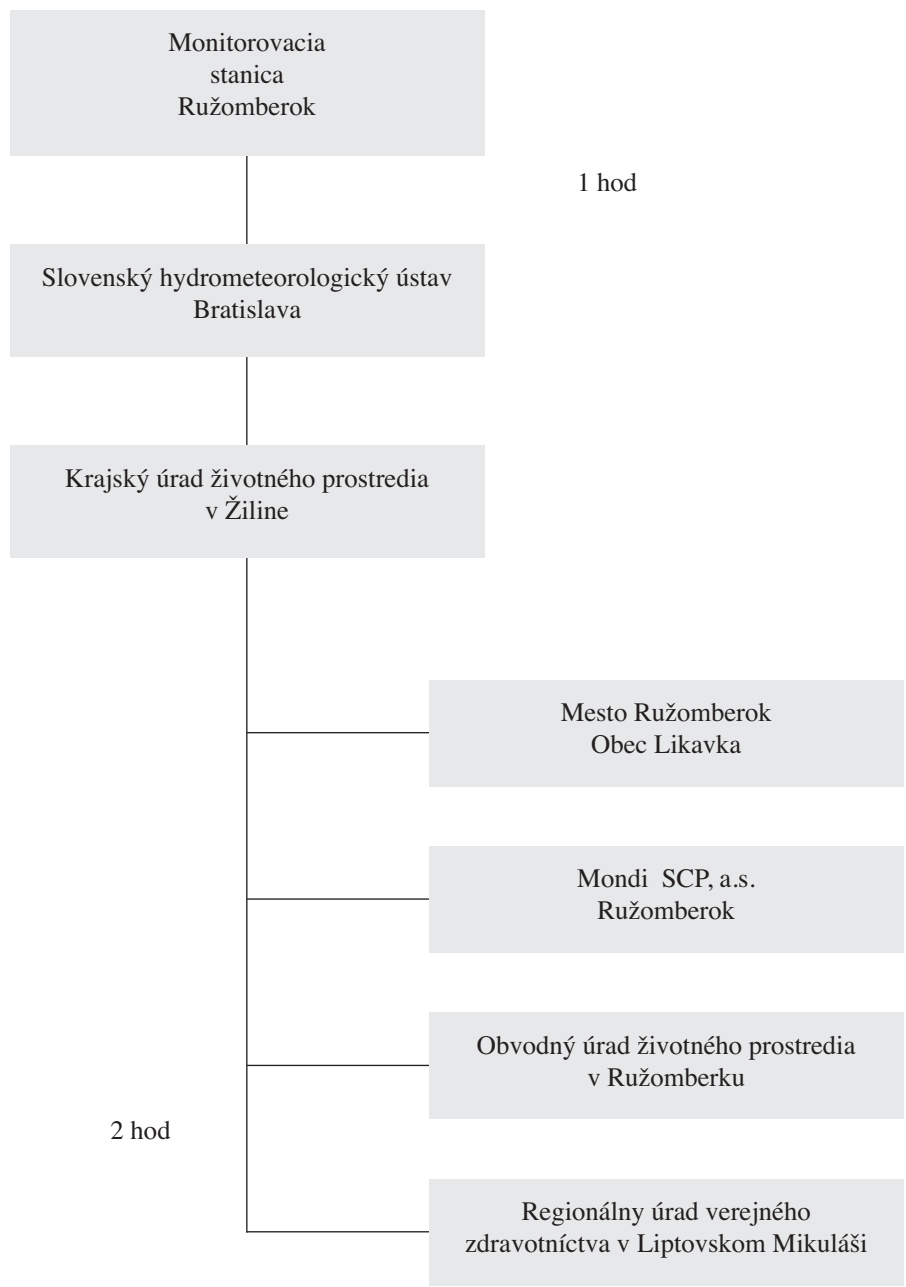 Monitorovacia
stanica
Ružomberok
1 hod
Slovenský hydrometeorologický ústav
Bratislava
Krajský úrad životného prostredia
v Žiline
Mesto Ružomberok
Obec Likavka
Mondi SCP, a.s.
Ružomberok
Obvodný úrad životného prostredia
v Ružomberku
2 hod
Regionálny úrad verejného
zdravotníctva v Liptovskom Mikuláši